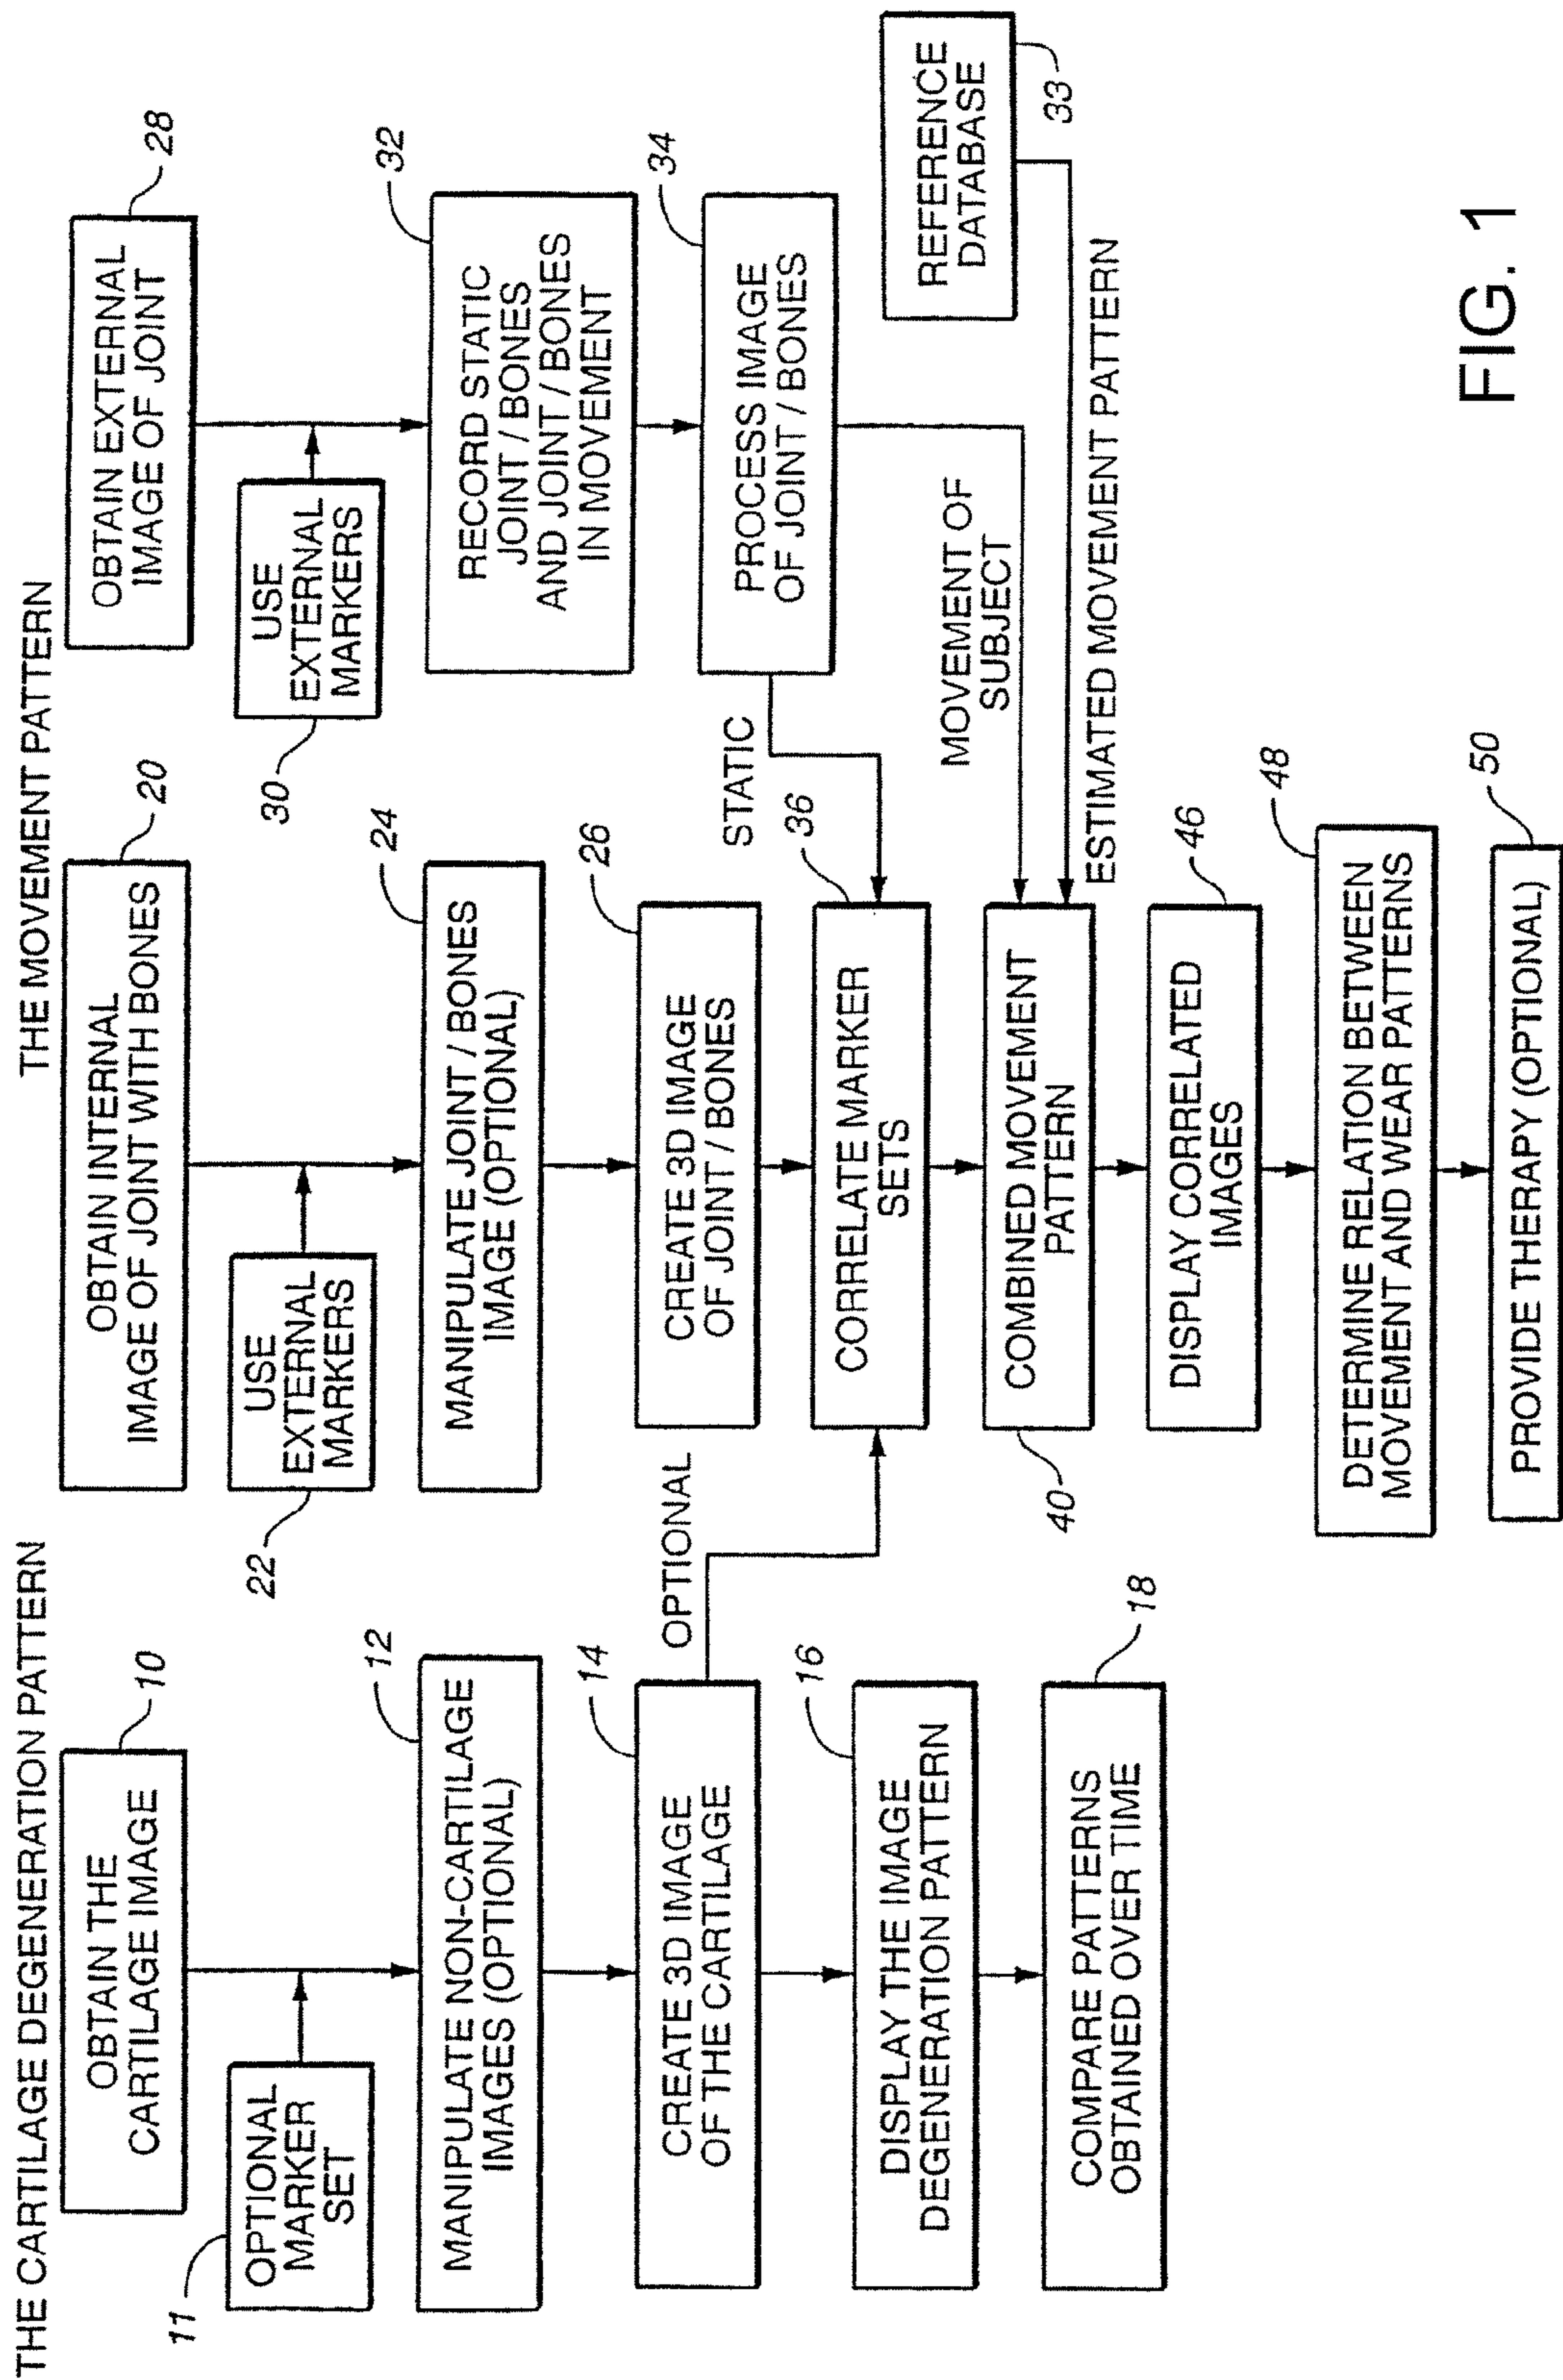 THE CARTILAGE DEGENERATION PATTERN
OBTAIN THE
CARTILAGE IMAGE
10
OPTIONAL
MARKER
SET
11
MANIPULATE NON-CARTILAGE
IMAGES (OPTIONAL)
12
CREATE 3D IMAGE
OF THE CARTILAGE
14
OPTIONAL
DISPLAY THE IMAGE
DEGENERATION PATTERN
16
COMPARE PATTERNS
OBTAINED OVER TIME
18
THE MOVEMENT PATTERN
OBTAIN INTERNAL
IMAGE OF JOINT WITH BONES
20
USE
EXTERNAL
MARKERS
22
MANIPULATE JOINT / BONES
IMAGE (OPTIONAL)
24
CREATE 3D IMAGE
OF JOINT / BONES
26
CORRELATE MARKER
SETS
36
COMBINED MOVEMENT
PATTERN
40
DISPLAY CORRELATED
IMAGES
46
DETERMINE RELATION BETWEEN
MOVEMENT AND WEAR PATTERNS
48
PROVIDE THERAPY (OPTIONAL)
50
OBTAIN EXTERNAL
IMAGE OF JOINT
28
USE
EXTERNAL
MARKERS
30
RECORD STATIC
JOINT / BONES
AND JOINT / BONES
IN MOVEMENT
32
PROCESS IMAGE
OF JOINT / BONES
34
STATIC
MOVEMENT OF
SUBJECT
REFERENCE
DATABASE
33
ESTIMATED MOVEMENT PATTERN
FIG. 1